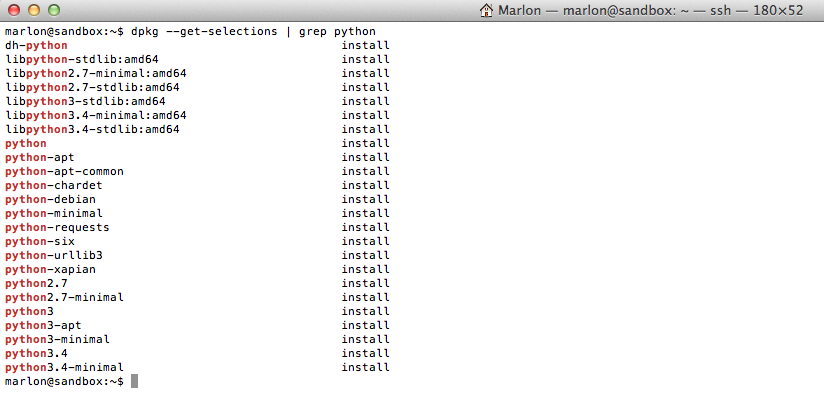 Marlon — marlon@sandbox: ~ — ssh — 180×52
marlon@sandbox:~$ dpkg --get-selections | grep python
dh-python install
libpython-stdlib:amd64 install
libpython2.7-minimal:amd64 install
libpython2.7-stdlib:amd64 install
libpython3-stdlib:amd64 install
libpython3.4-minimal:amd64 install
libpython3.4-stdlib:amd64 install
python install
python-apt install
python-apt-common install
python-chardet install
python-debian install
python-minimal install
python-requests install
python-six install
python-urllib3 install
python-xapian install
python2.7 install
python2.7-minimal install
python3 install
python3-apt install
python3-minimal install
python3.4 install
python3.4-minimal install
marlon@sandbox:~$